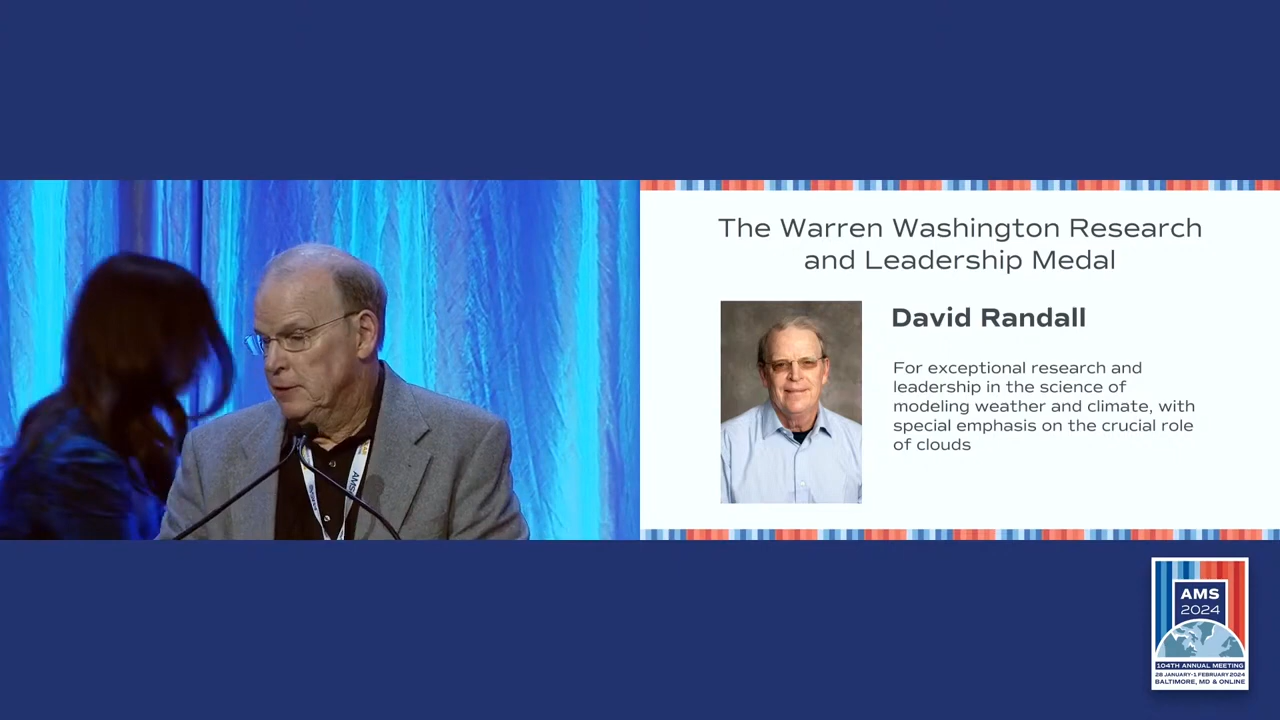 The Warren Washington Research
and Leadership Medal
David Randall
For exceptional research and
leadership in the science of
modeling weather and climate, with
special emphasis on the crucial role
of clouds
AMS
AMS
2024
104TH ANNUAL MEETING
28 JANUARY-1 FEBRUARY 2024
BALTIMORE, MD & ONLINE